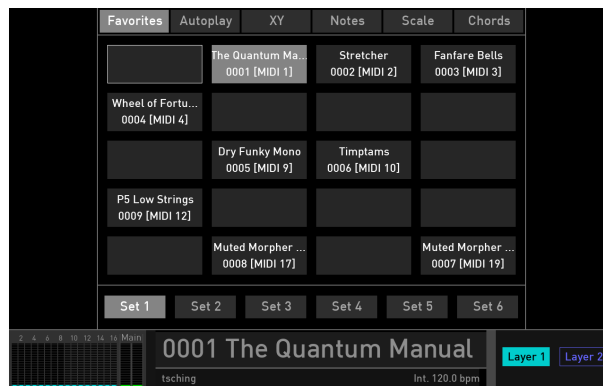 Favorites Autoplay XY Notes Scale Chords
The Quantum Ma...
0001 [MIDI 1]
Stretcher
0002 [MIDI 2]
Fanfare Bells
0003 [MIDI 3]
Wheel of Fortu...
0004 [MIDI 4]
Dry Funky Mono
0005 [MIDI 9]
Timptams
0006 [MIDI 10]
P5 Low Strings
0009 [MIDI 12]
Muted Morpher ...
0008 [MIDI 17]
Muted Morpher ...
0007 [MIDI 19]
Set 1 Set 2 Set 3 Set 4 Set 5 Set 6
2 4 6 8 10 12 14 16 Main
0001 The Quantum Manual
tsching Int. 120.0 bpm
Layer 1 Layer 2